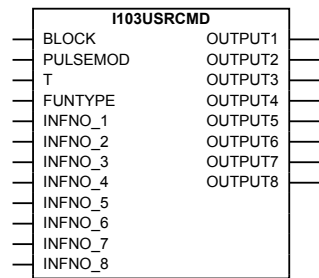 I103USRCMD
BLOCK OUTPUT1
PULSEMOD OUTPUT2
T OUTPUT3
FUNTYPE OUTPUT4
INFNO_1 OUTPUT5
INFNO_2 OUTPUT6
INFNO_3 OUTPUT7
INFNO_4 OUTPUT8
INFNO_5
INFNO_6
INFNO_7
INFNO_8